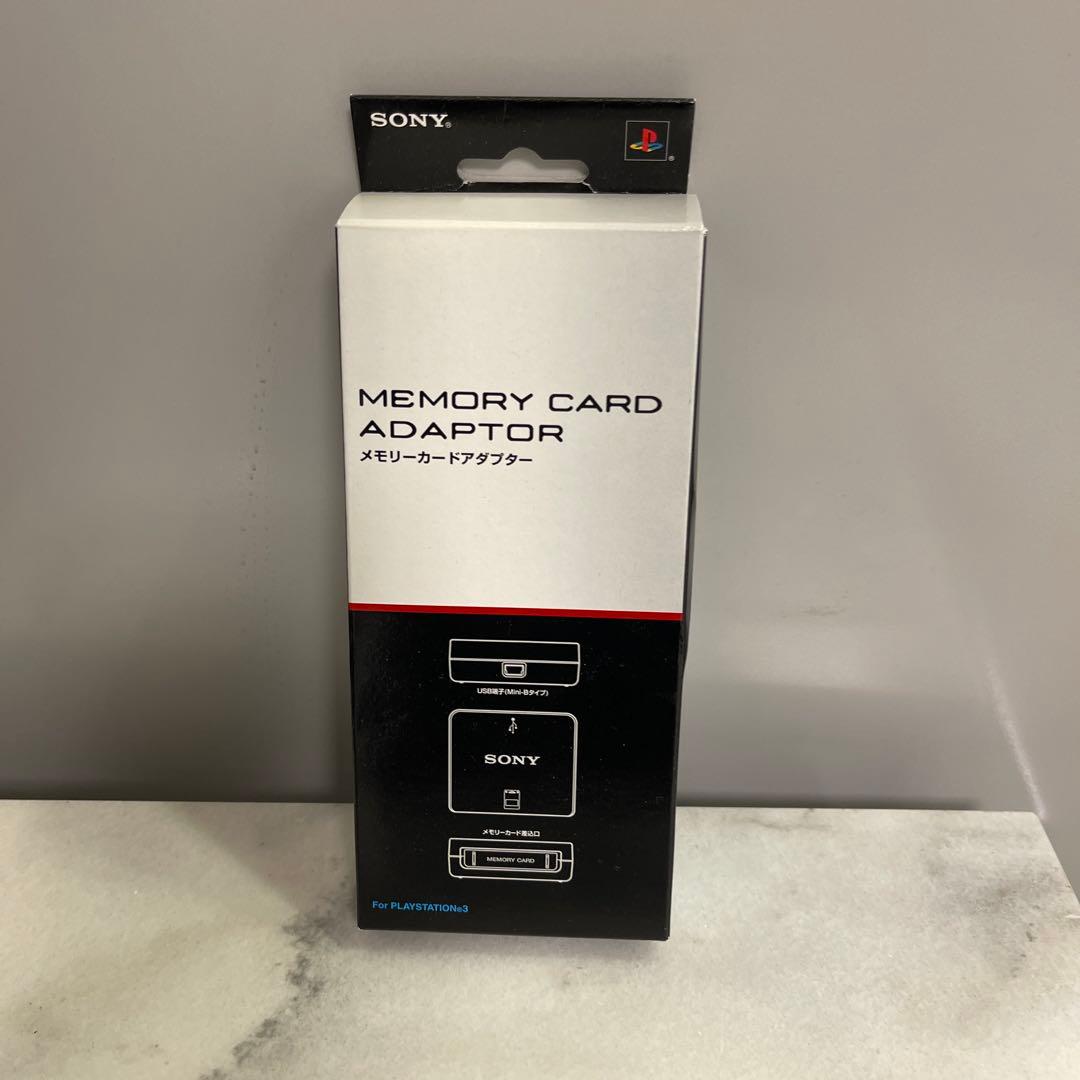 SONY®
®
MEMORY CARD
ADAPTOR
メモリーカードアダプター
USB端子(Mini-Bタイプ)
SONY
メモリーカード差込口
MEMORY CARD
For PLAYSTATION®3